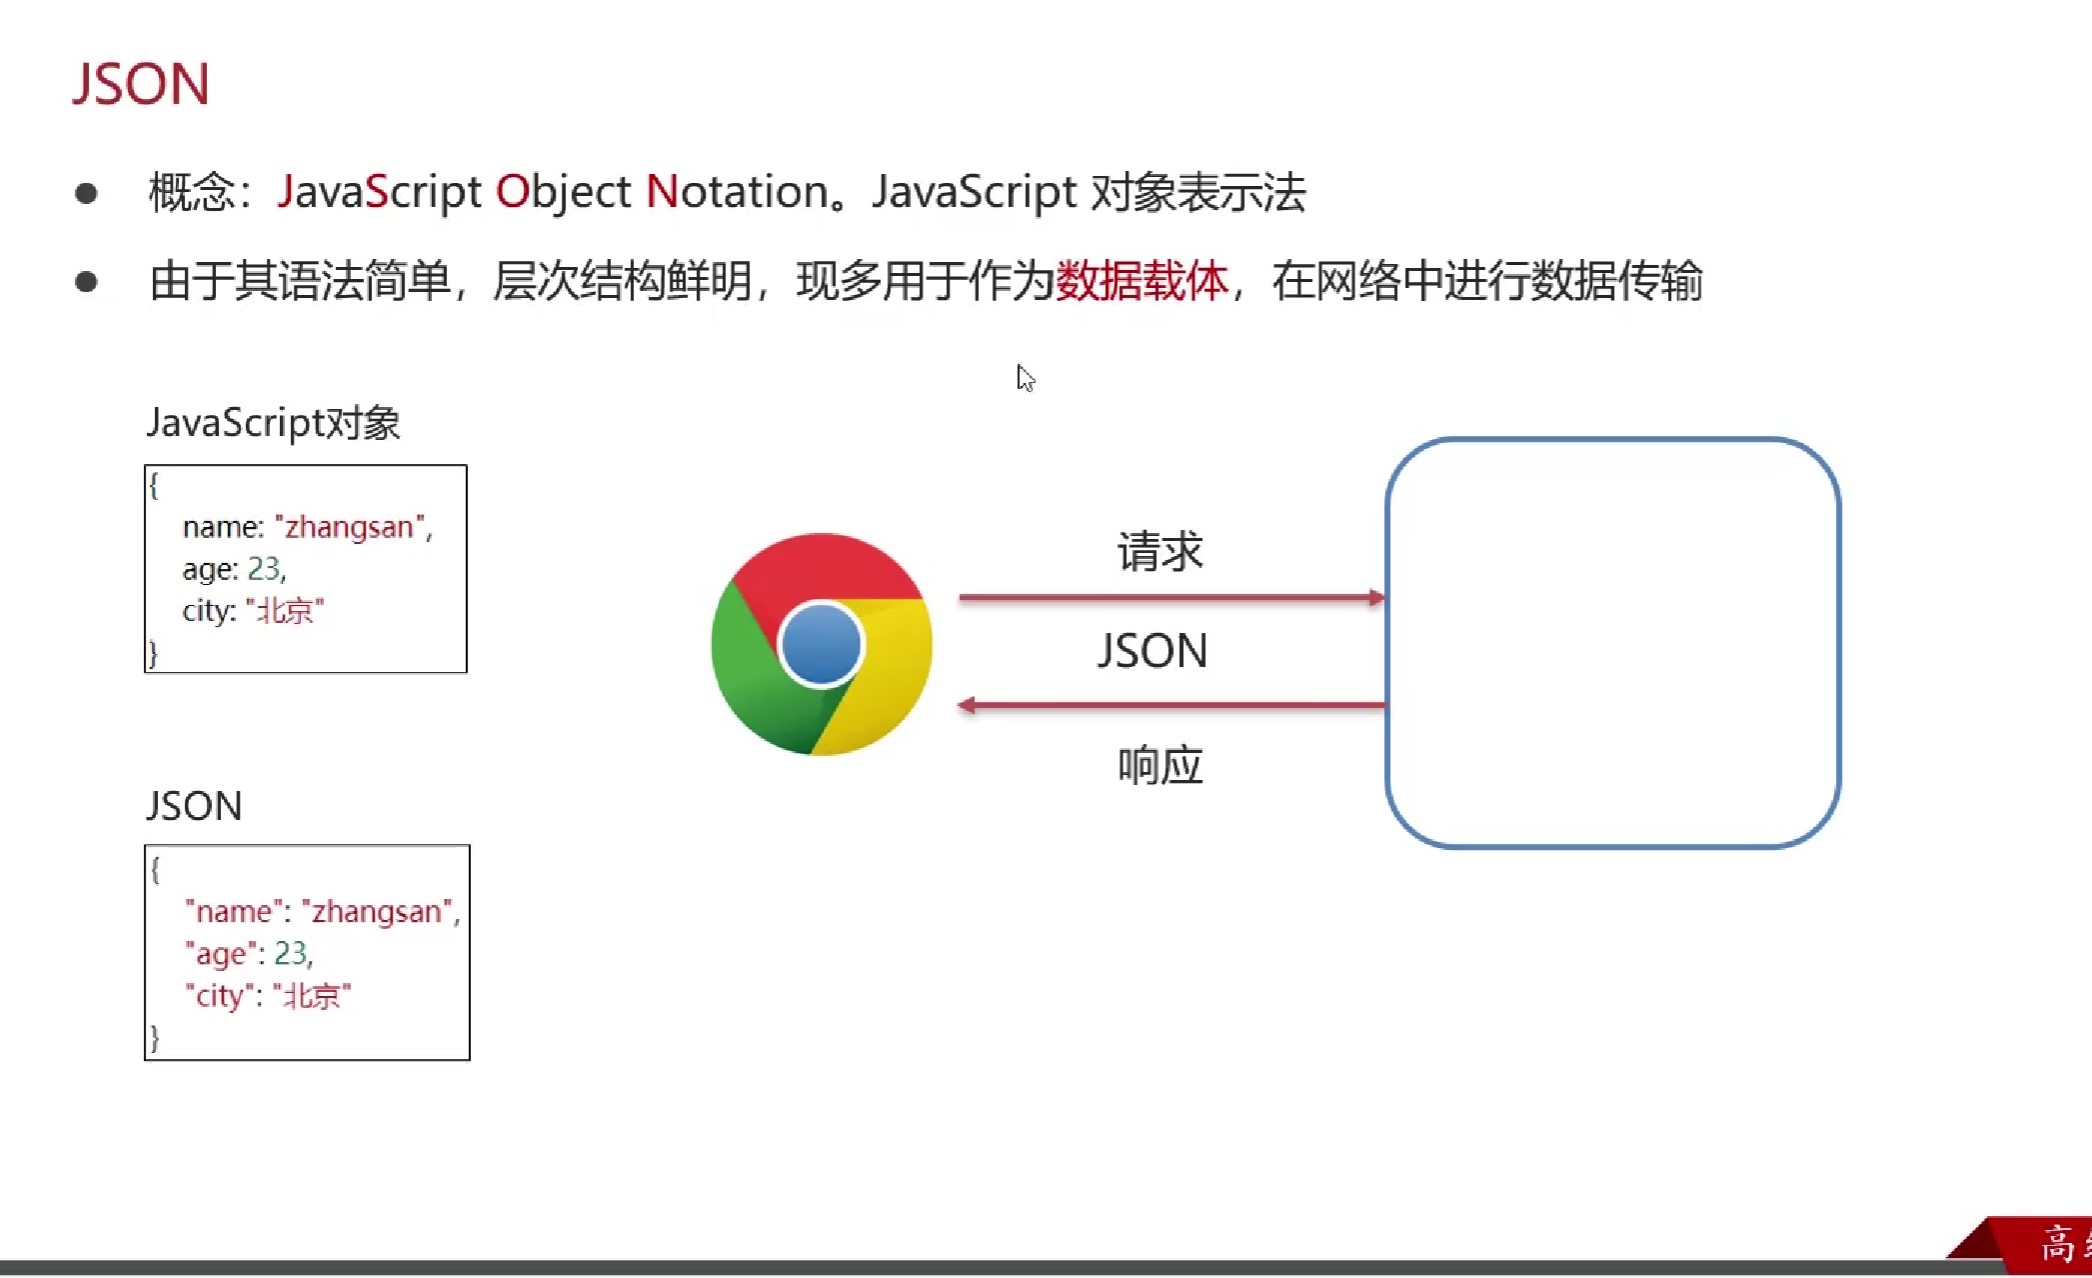 JSON
概念：JavaScript Object Notation。JavaScript 对象表示法
由于其语法简单，层次结构鲜明，现多用于作为数据载体，在网络中进行数据传输
JavaScript对象
{
name: "zhangsan",
age: 23,
city: "北京"
}
请求
JSON
响应
JSON
{
"name": "zhangsan",
"age": 23,
"city": "北京"
}
高